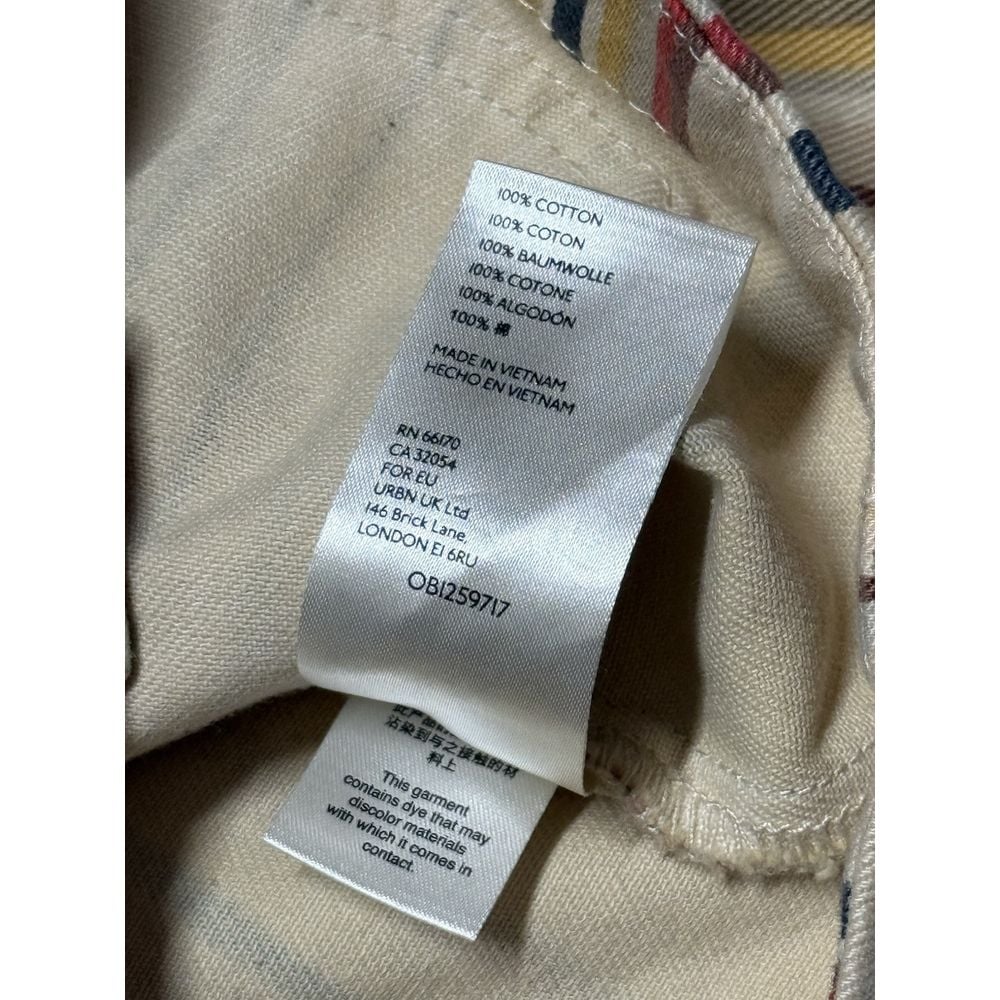 100% COTTON
100% COTON
100% BAUMWOLLE
100% COTONE
100% ALGODÓN
100% 棉
MADE IN VIETNAM
HECHO EN VIETNAM
RN 66170
CA 32054
FOR EU
URBN UK Ltd
146 Brick Lane,
LONDON E1 6RU
OB1259717
此产品
沾染到与之接触的材
料上
This garment
contains dye that may
discolor materials
with which it comes in
contact.